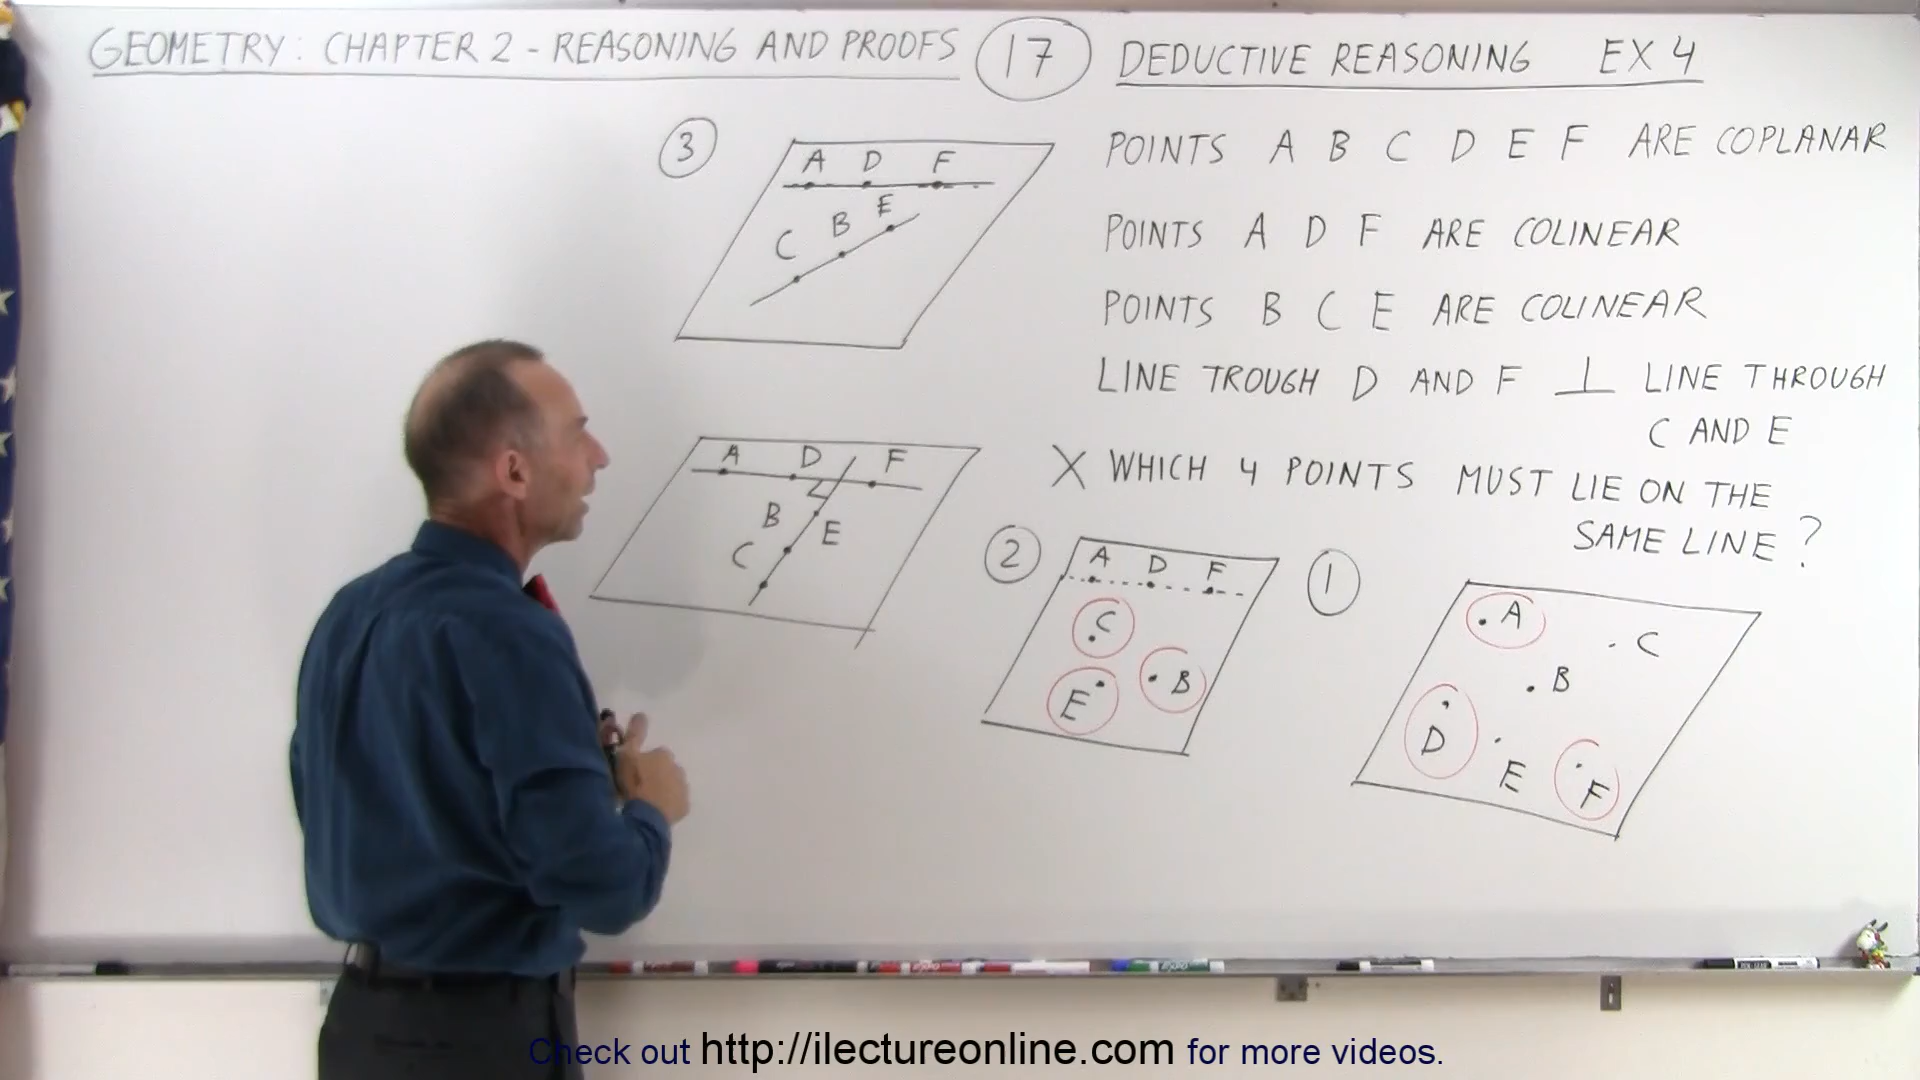 GEOMETRY: CHAPTER 2 - REASONING AND PROOFS 17 DEDUCTIVE REASONING EX 4
POINTS A B C D E F ARE COPLANAR
POINTS A D F ARE COLINEAR
POINTS B C E ARE COLINEAR
LINE TROUGH D AND F ⊥ LINE THROUGH
C AND E
X WHICH 4 POINTS MUST LIE ON THE
SAME LINE?
3
A D F
C B E
A D F
B E
C
2
A D F
C
E B
1
A C
B
D E F
Check out http://ilectureonline.com for more videos.